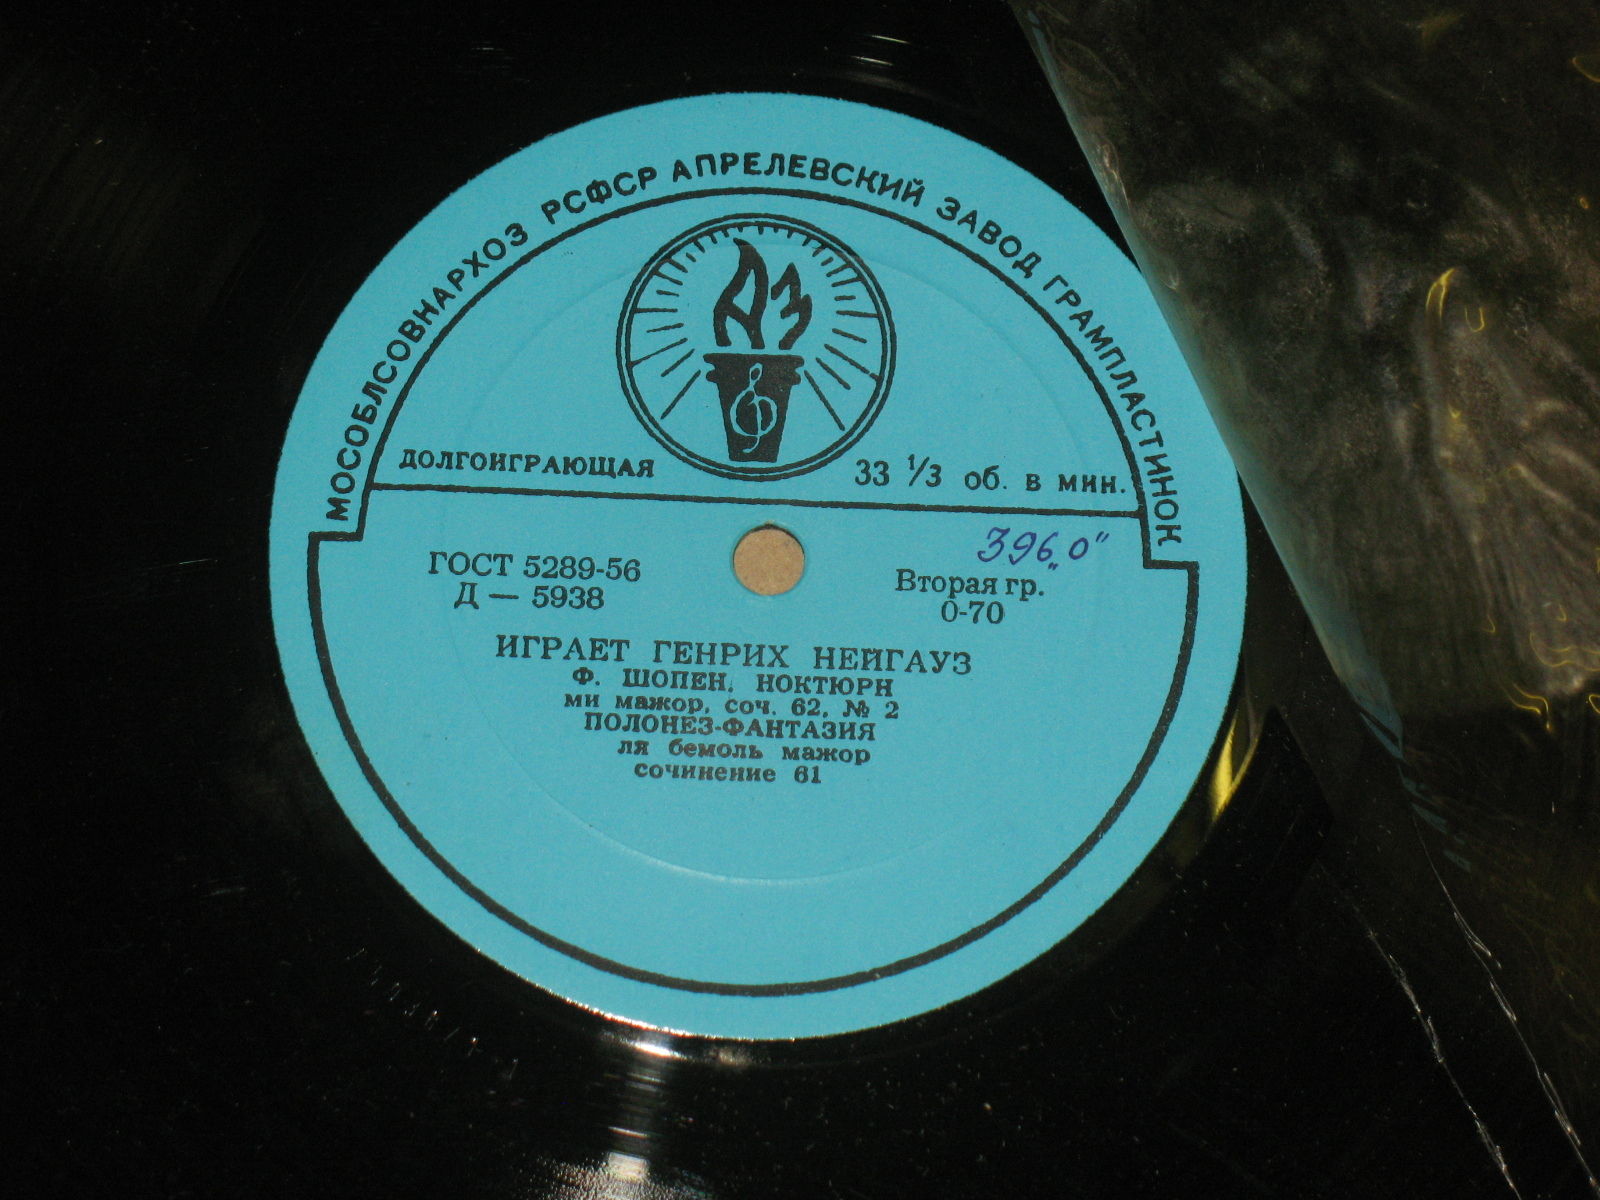 МОСОБЛСОВНАРХОЗ РСФСР АПРЕЛЕВСКИЙ ЗАВОД ГРАМПЛАСТИНОК
АЗ
ДОЛГОИГРАЮЩАЯ
33 1/3 об. в мин.
396„0"
ГОСТ 5289-56
Д — 5938
Вторая гр.
0-70
ИГРАЕТ ГЕНРИХ НЕЙГАУЗ
Ф. ШОПЕН. НОКТЮРН
ми мажор, соч. 62, № 2
ПОЛОНЕЗ-ФАНТАЗИЯ
ля бемоль мажор
сочинение 61